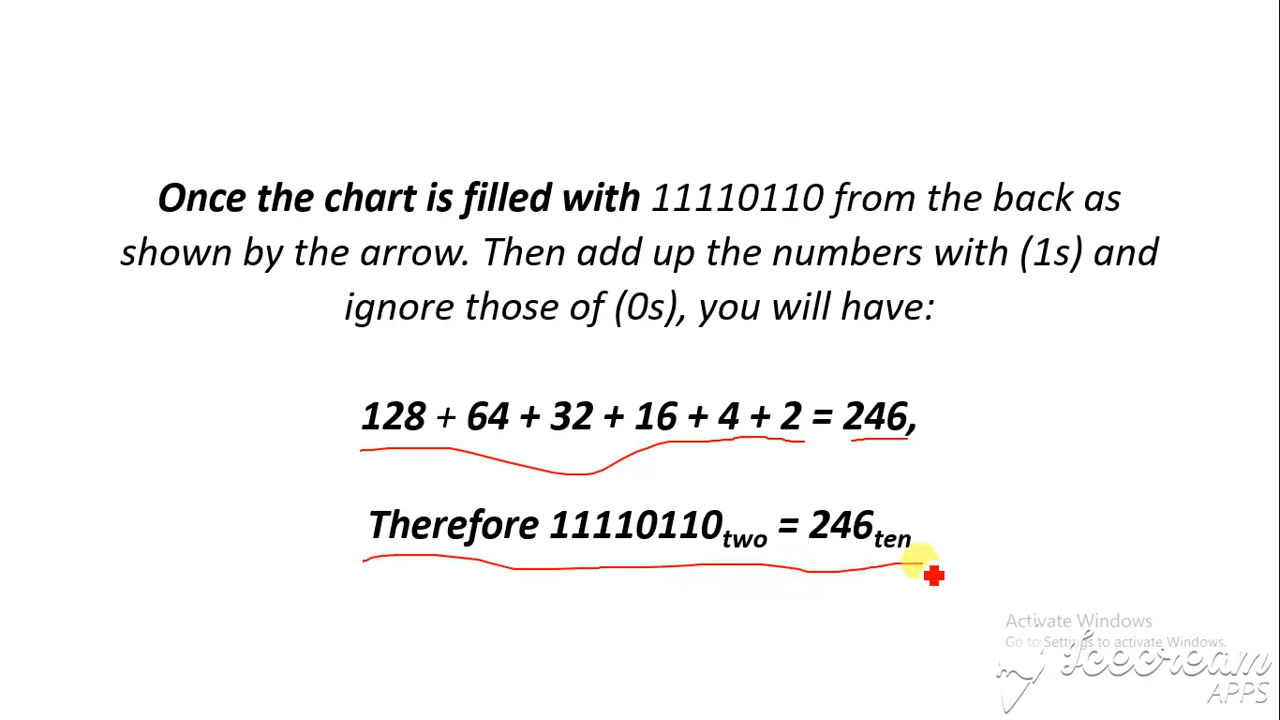 Once the chart is filled with 11110110 from the back as
shown by the arrow. Then add up the numbers with (1s) and
ignore those of (0s), you will have:
128 + 64 + 32 + 16 + 4 + 2 = 246,
Therefore 11110110two = 246ten
Activate Windows
Go to Settings to activate Windows.
Icecream
APPS